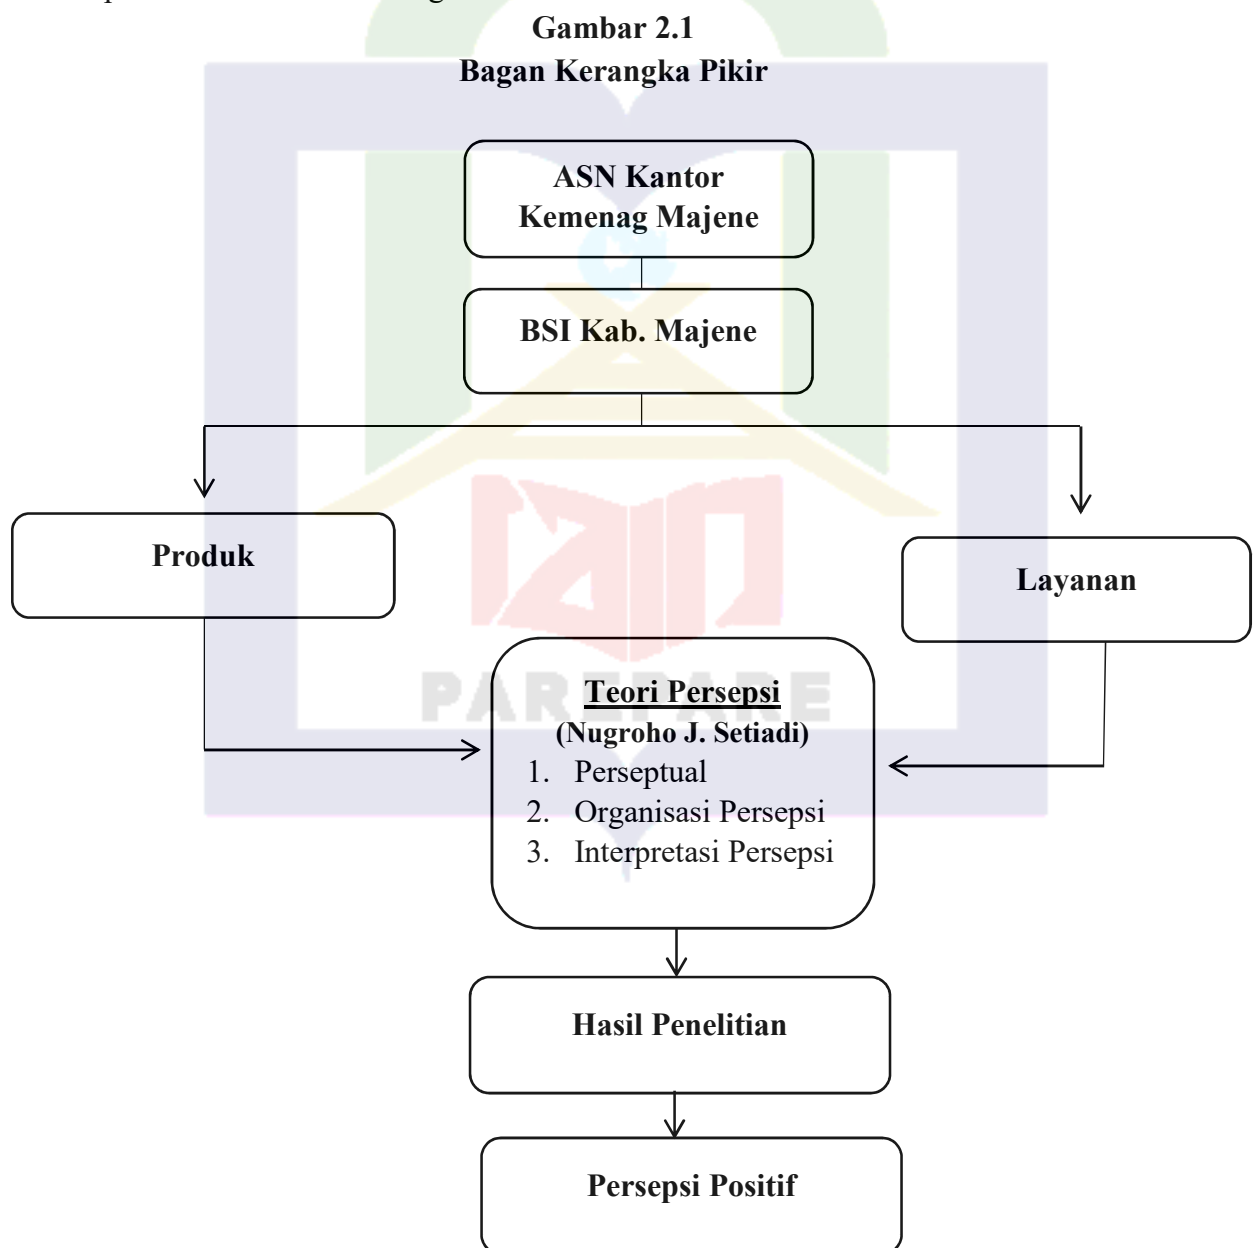 Gambar 2.1
Bagan Kerangka Pikir
ASN Kantor
Kemenag Majene
BSI Kab. Majene
Produk
Layanan
PAREPARE
Teori Persepsi
(Nugroho J. Setiadi)
1. Perseptual
2. Organisasi Persepsi
3. Interpretasi Persepsi
Hasil Penelitian
Persepsi Positif